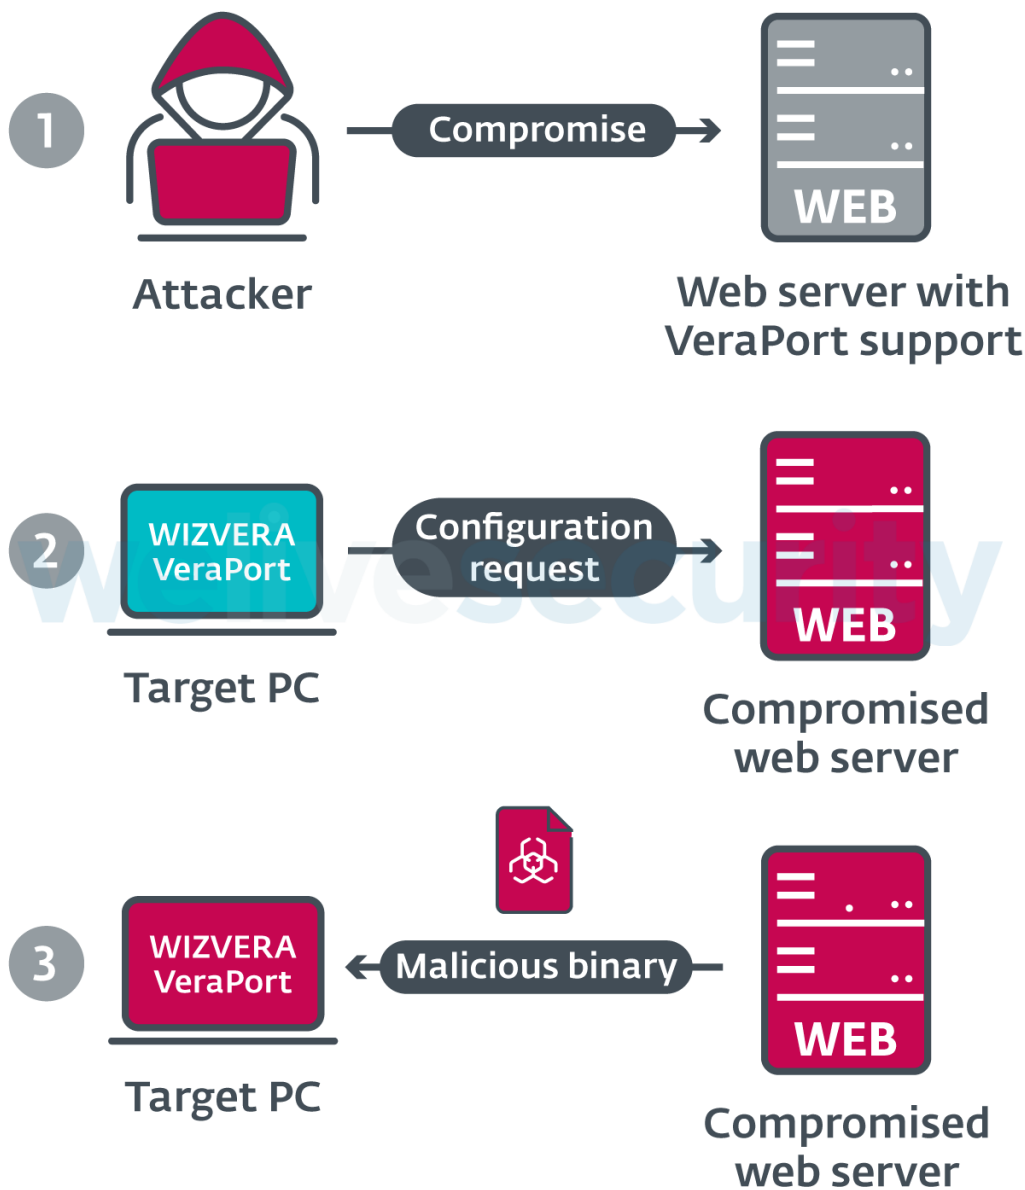 1
Compromise
WEB
Attacker
Web server with
VeraPort support
2
WIZVERA
VeraPort
Configuration
request
WEB
welivesecurity
Target PC
Compromised
web server
3
WIZVERA
VeraPort
Malicious binary
WEB
Target PC
Compromised
web server